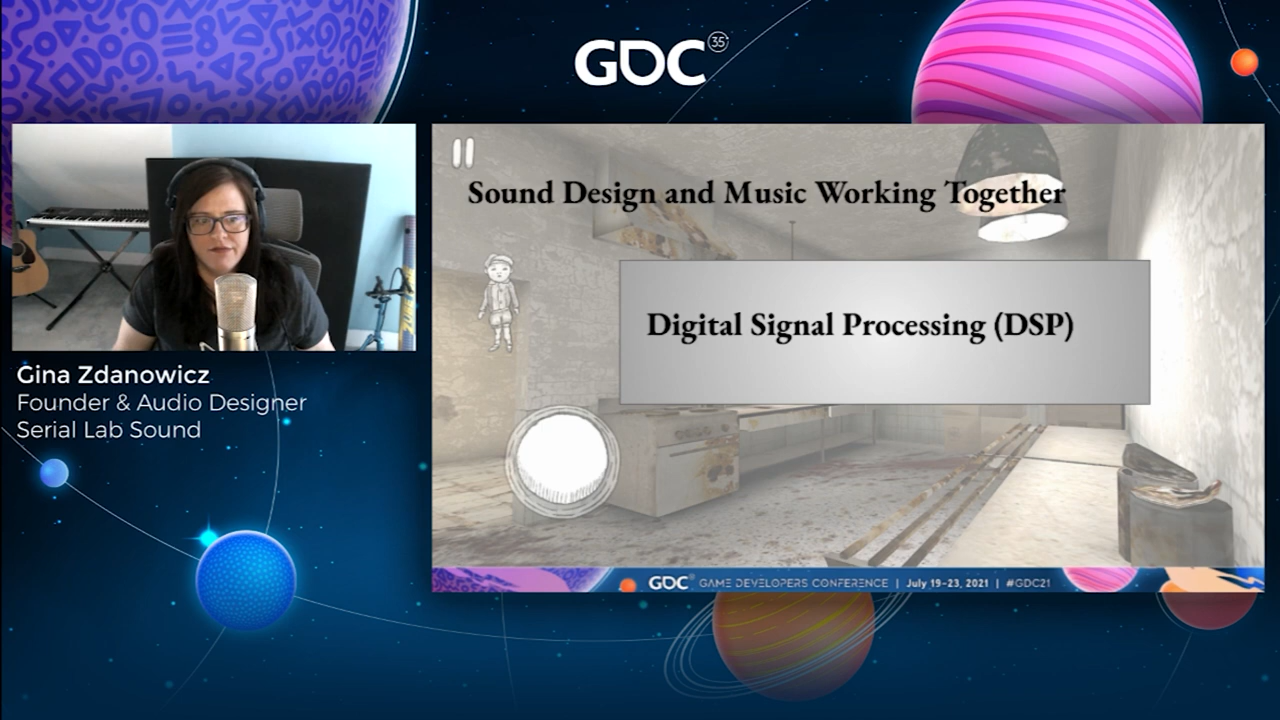 GDC 35
Sound Design and Music Working Together
Digital Signal Processing (DSP)
Gina Zdanowicz
Founder & Audio Designer
Serial Lab Sound
GDC GAME DEVELOPERS CONFERENCE | July 19-23, 2021 | #GDC21